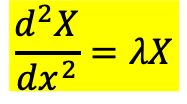 d²X/dx² = λX